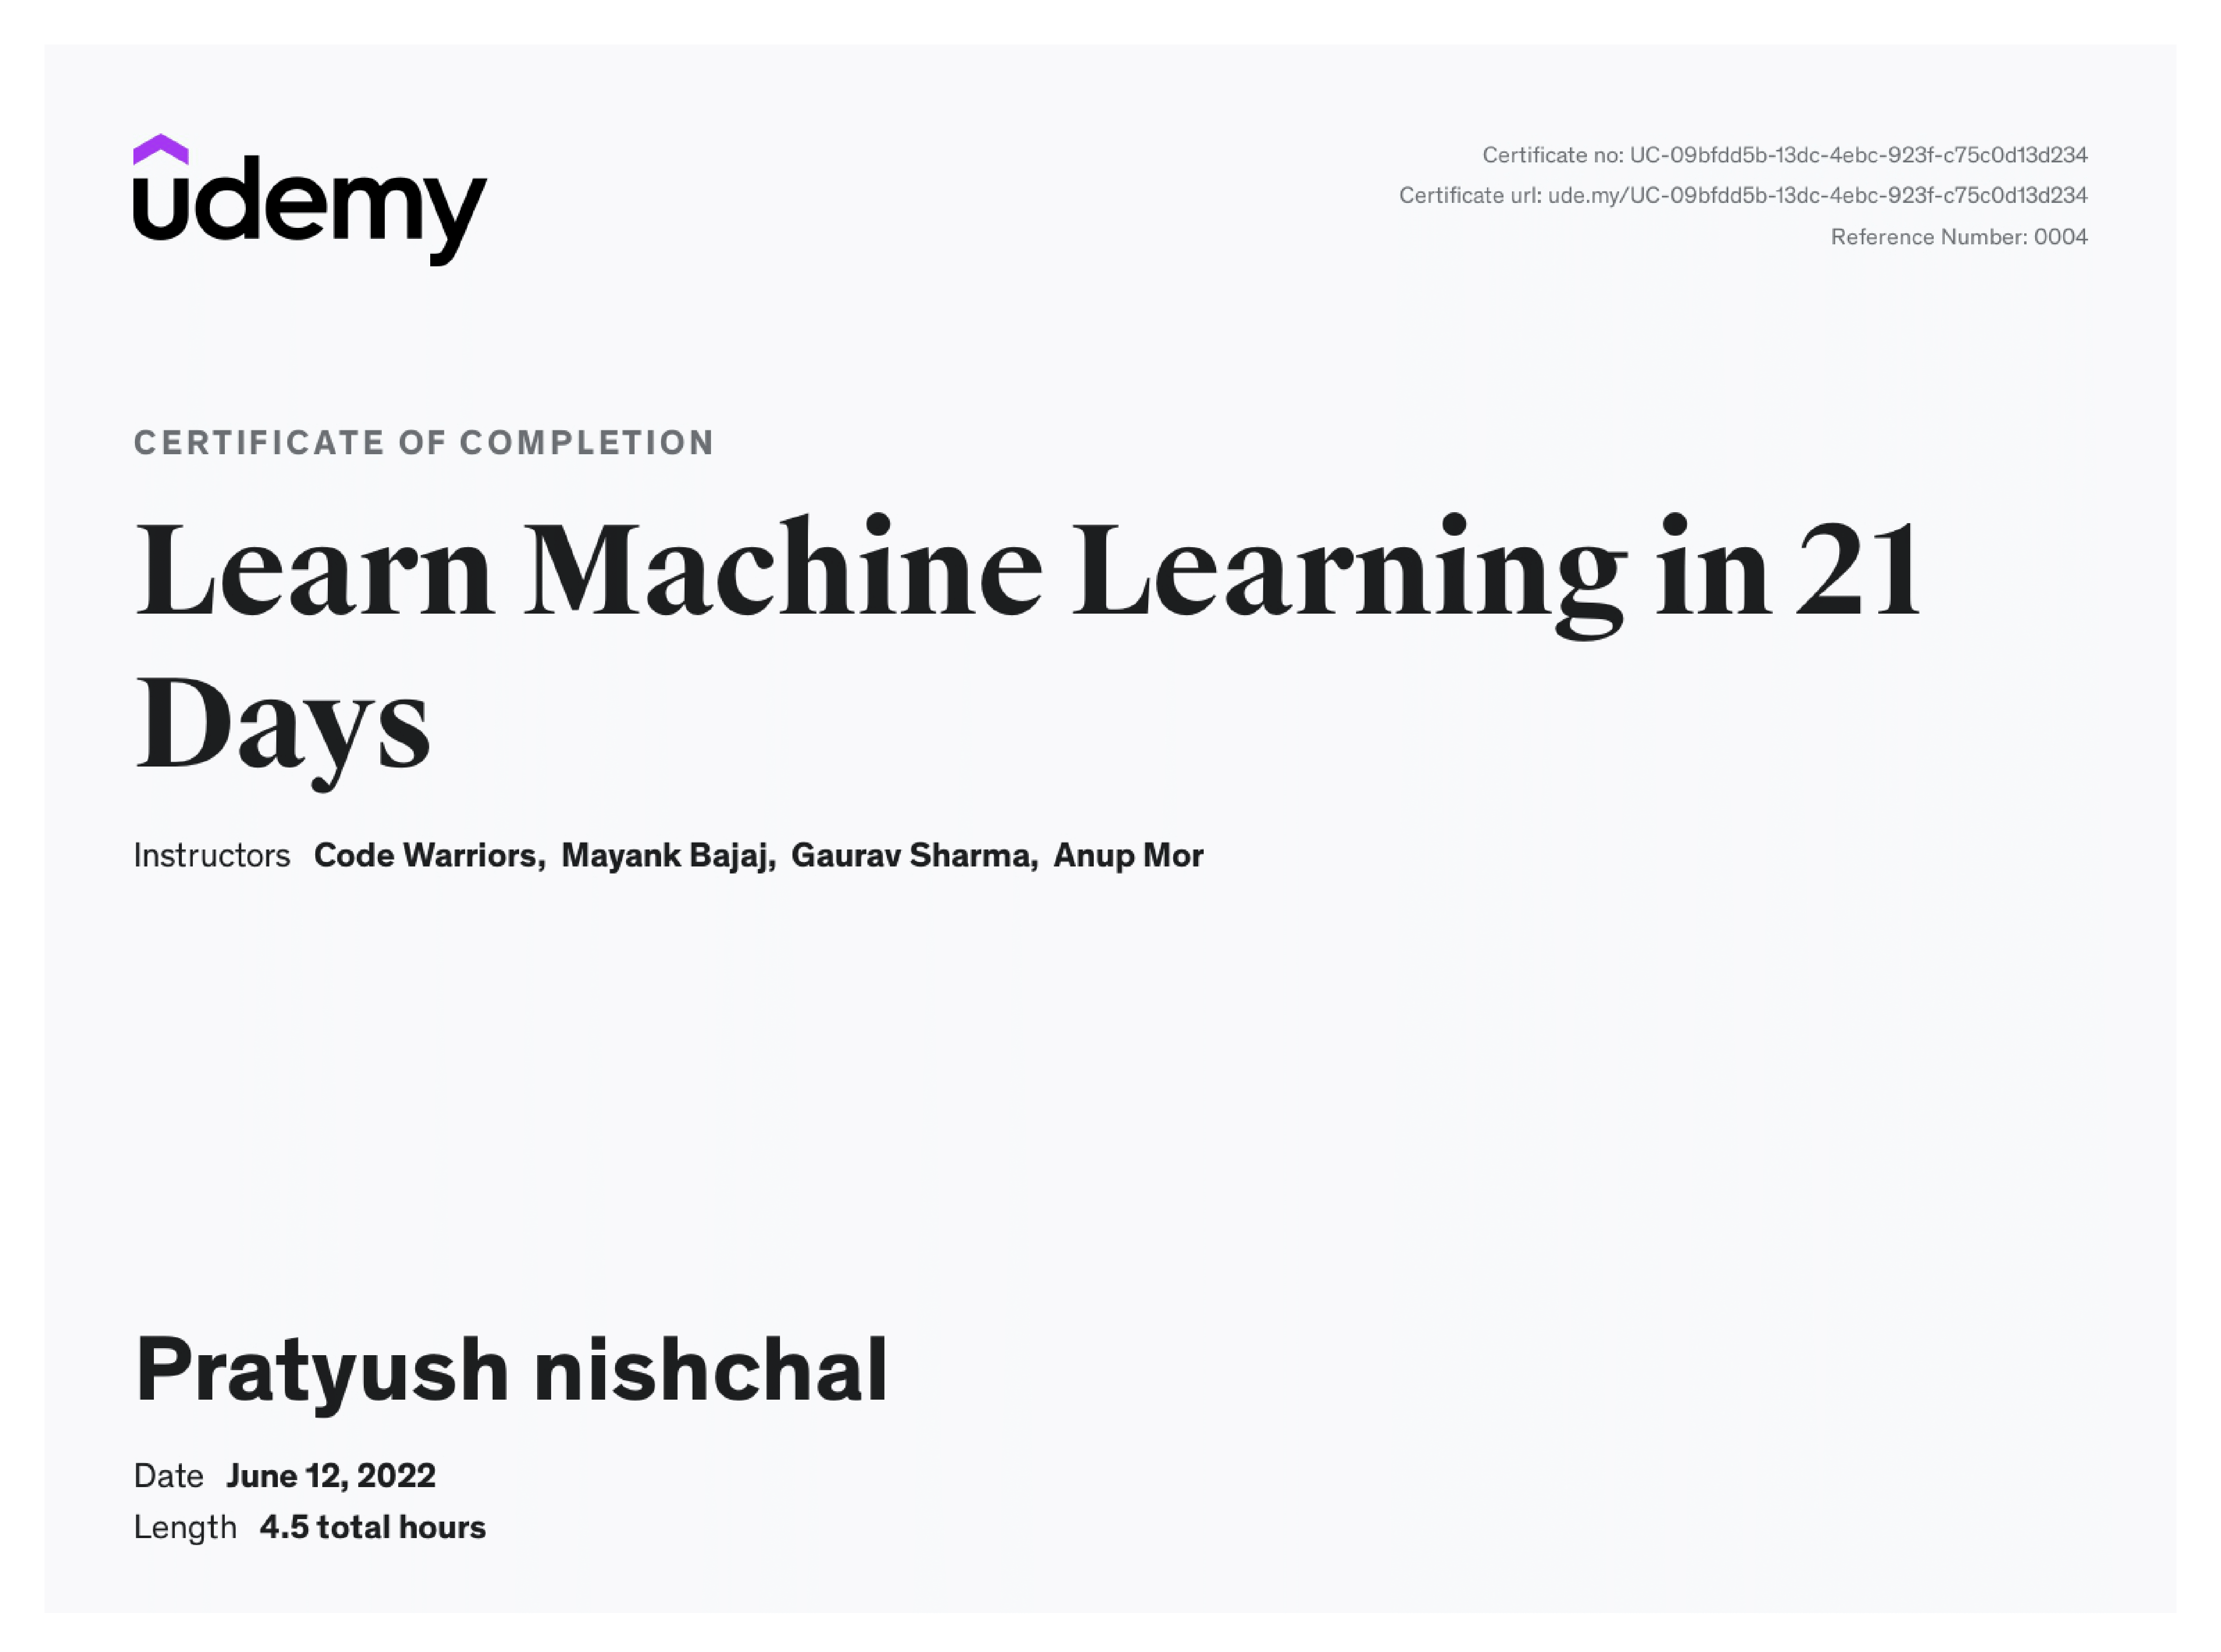 udemy
Certificate no: UC-09bfdd5b-13dc-4ebc-923f-c75c0d13d234
Certificate url: ude.my/UC-09bfdd5b-13dc-4ebc-923f-c75c0d13d234
Reference Number: 0004
CERTIFICATE OF COMPLETION
Learn Machine Learning in 21
Days
Instructors Code Warriors, Mayank Bajaj, Gaurav Sharma, Anup Mor
Pratyush nishchal
Date June 12, 2022
Length 4.5 total hours